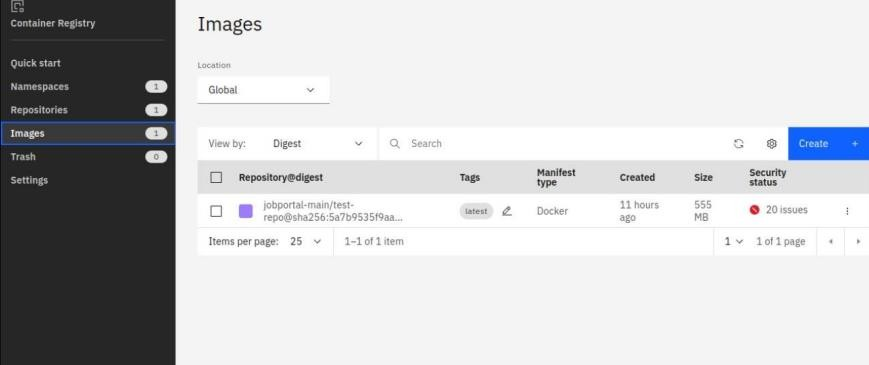 Container Registry
Quick start
Namespaces 1
Repositories 1
Images 1
Trash 0
Settings
Images
Location
Global
View by: Digest Search Create +
Repository@digest Tags Manifest type Created Size Security status
jobportal-main/test-
repo@sha256:5a7b9535f9aa... latest Docker 11 hours ago 555 MB 20 issues
Items per page: 25 1–1 of 1 item 1 1 of 1 page